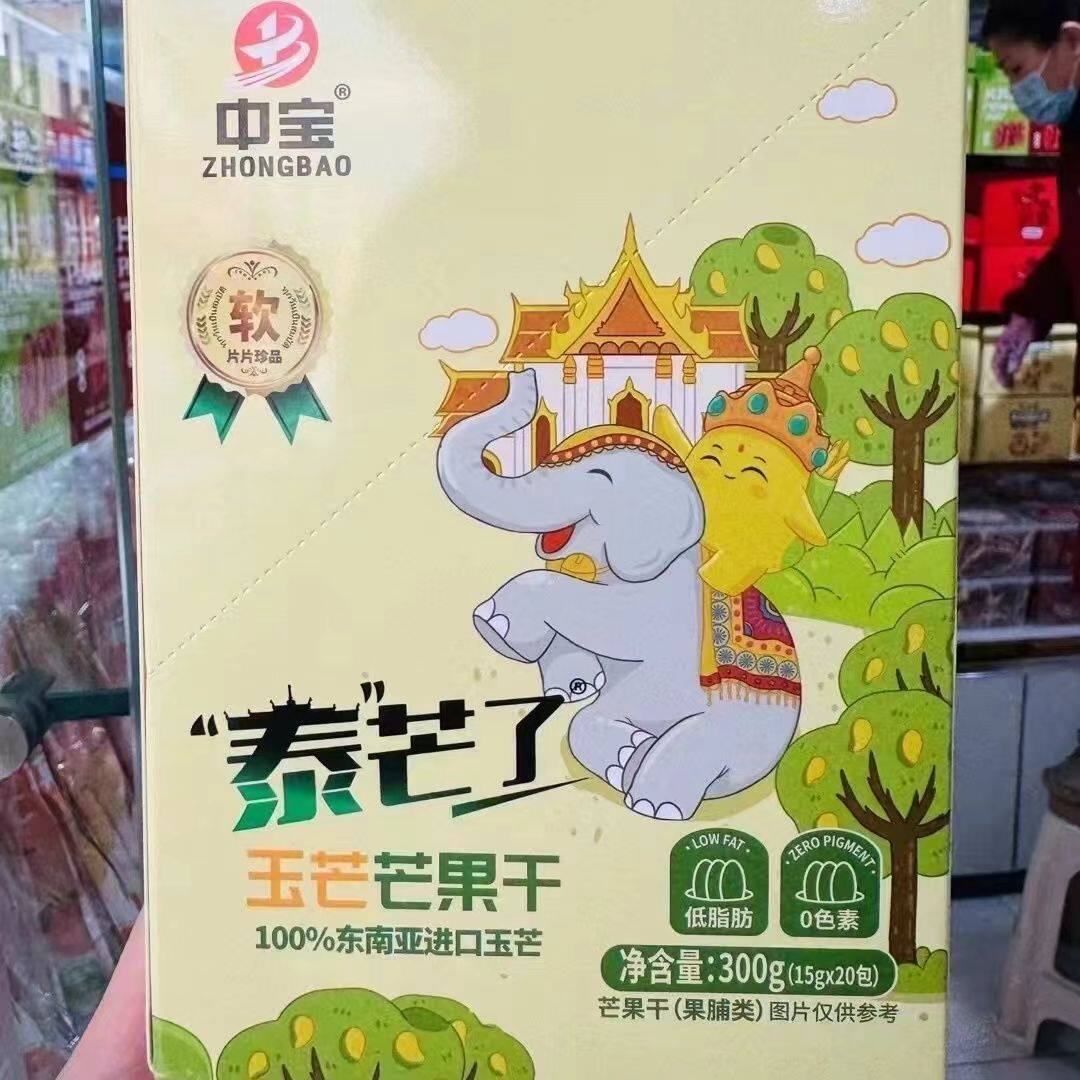 中宝®
ZHONGBAO
软
片片珍品
“泰”芒了®
玉芒芒果干
100%东南亚进口玉芒
LOW FAT
低脂肪
ZERO PIGMENT
0色素
净含量:300g(15gx20包)
芒果干(果脯类)图片仅供参考